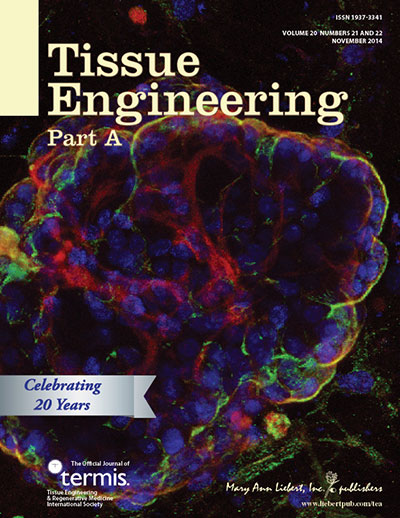 ISSN 1937-3341
VOLUME 20 NUMBERS 21 AND 22
NOVEMBER 2014
Tissue
Engineering
Part A
Celebrating
20 Years
The Official Journal of
termis.
Tissue Engineering
& Regenerative Medicine
International Society
Mary Ann Liebert, Inc. publishers
www.liebertpub.com/tea